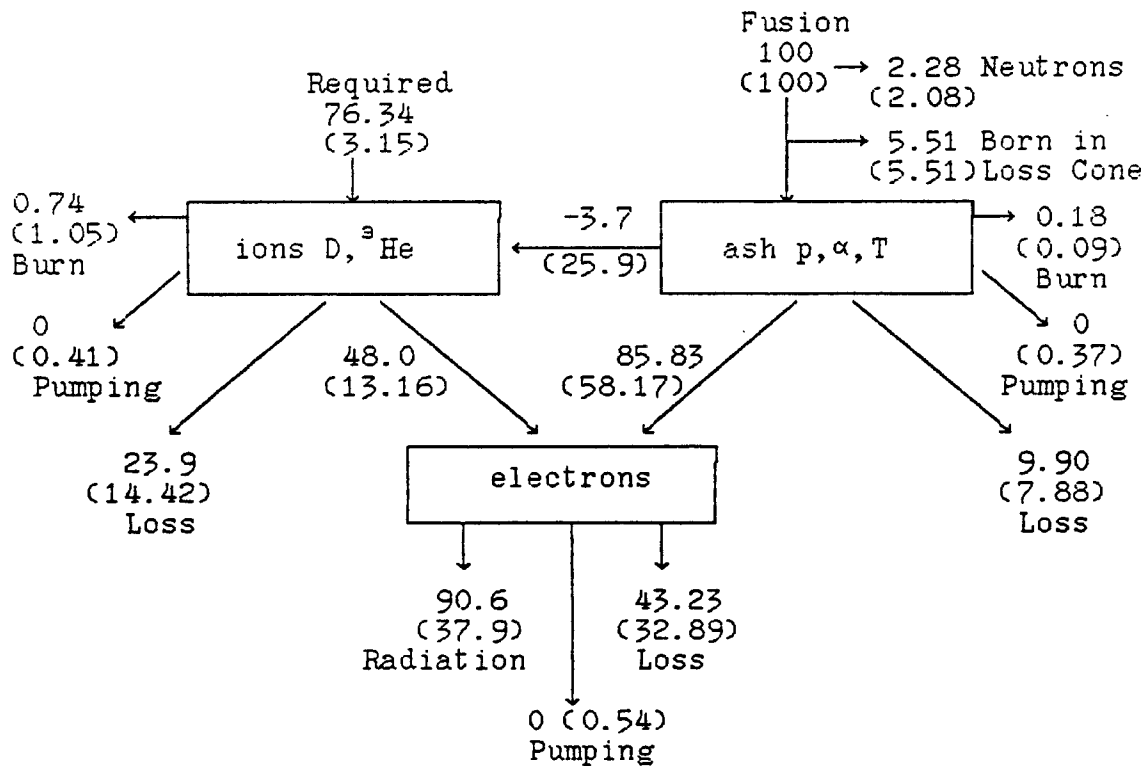 Fusion
100
(100)
2.28 Neutrons
(2.08)
Required
76.34
(3.15)
5.51 Born in
(5.51) Loss Cone
0.74
(1.05)
Burn
ions D, ³He
-3.7
(25.9)
ash p,α,T
0.18
(0.09)
Burn
0
(0.41)
Pumping
48.0
(13.16)
85.83
(58.17)
0
(0.37)
Pumping
23.9
(14.42)
Loss
electrons
9.90
(7.88)
Loss
90.6
(37.9)
Radiation
43.23
(32.89)
Loss
0 (0.54)
Pumping